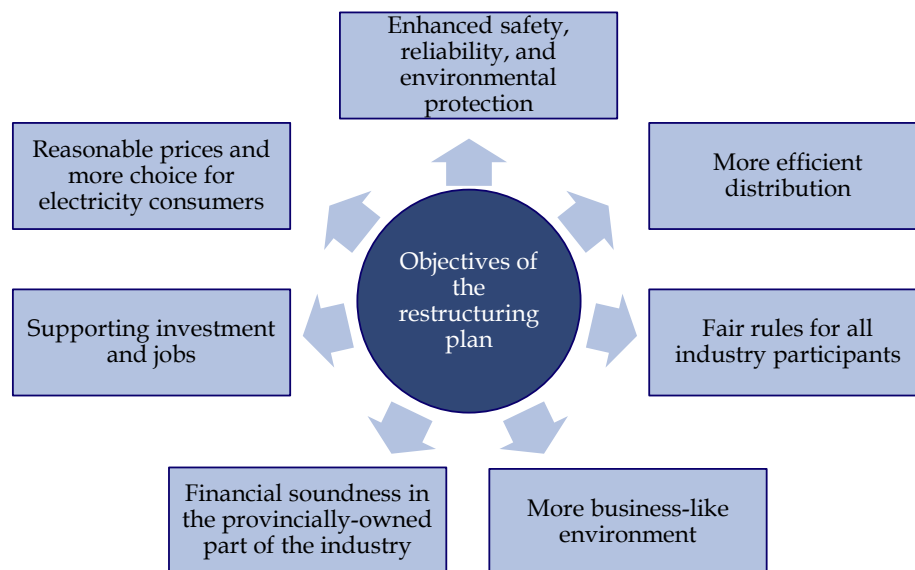 Enhanced safety,
reliability, and
environmental
protection
Reasonable prices and
more choice for
electricity consumers
More efficient
distribution
Objectives of
the
restructuring
plan
Supporting investment
and jobs
Fair rules for all
industry participants
Financial soundness in
the provincially-owned
part of the industry
More business-like
environment